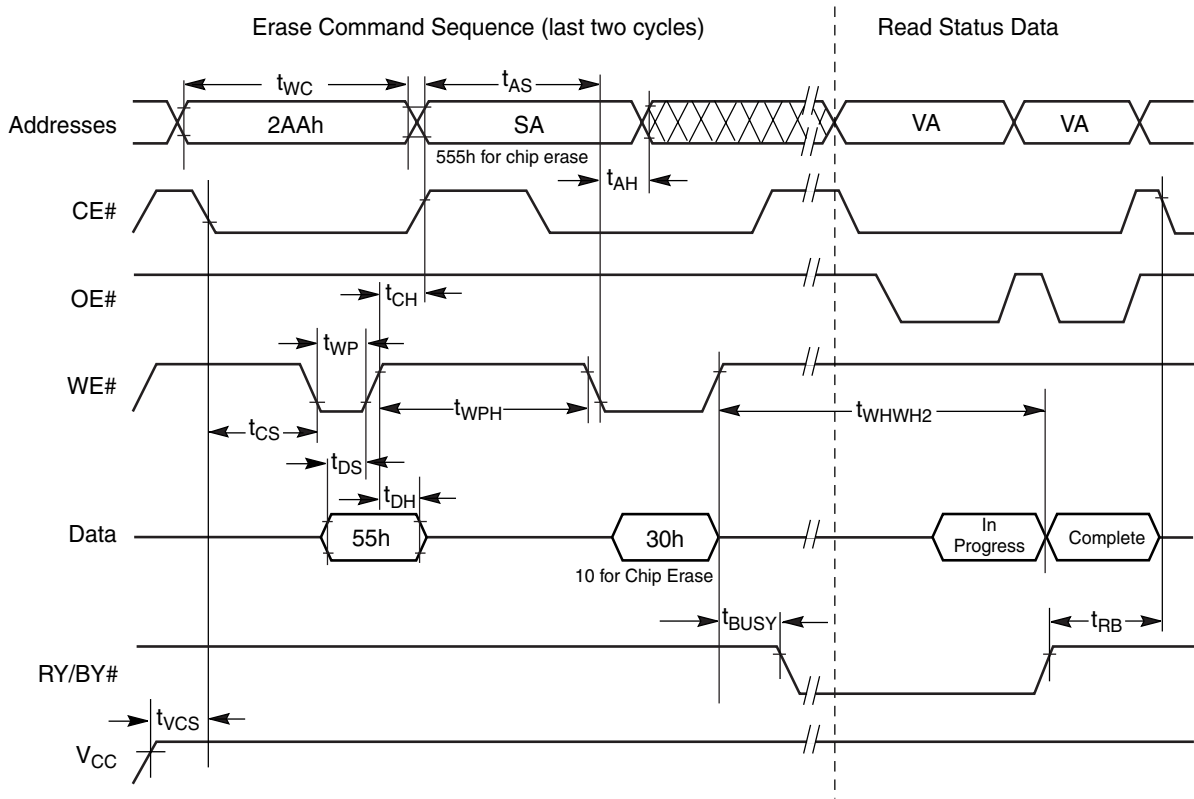 Erase Command Sequence (last two cycles)
Read Status Data
tWC
tAS
Addresses
2AAh
SA
VA
VA
555h for chip erase
tAH
CE#
OE#
tCH
tWP
WE#
tWPH
tWHWH2
tCS
tDS
tDH
Data
55h
30h
In
Progress
Complete
10 for Chip Erase
tBUSY
tRB
RY/BY#
tVCS
VCC